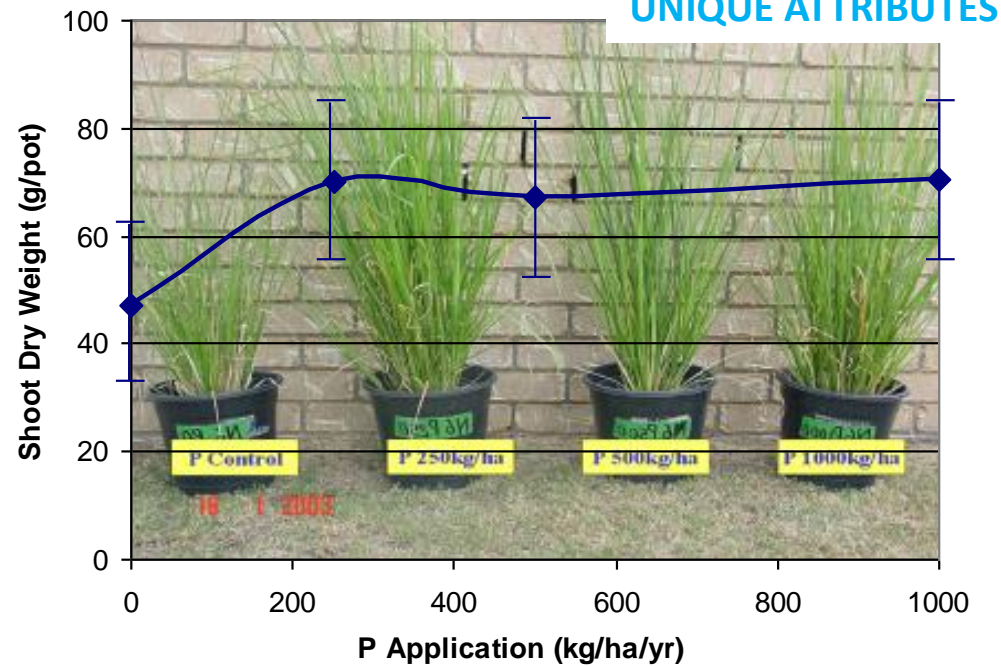 UNIQUE ATTRIBUTES
Shoot Dry Weight (g/pot)
100
80
60
40
20
0
P Control
P 250kg/ha
P 500kg/ha
P 1000kg/ha
1 2003
0 200 400 600 800 1000
P Application (kg/ha/yr)